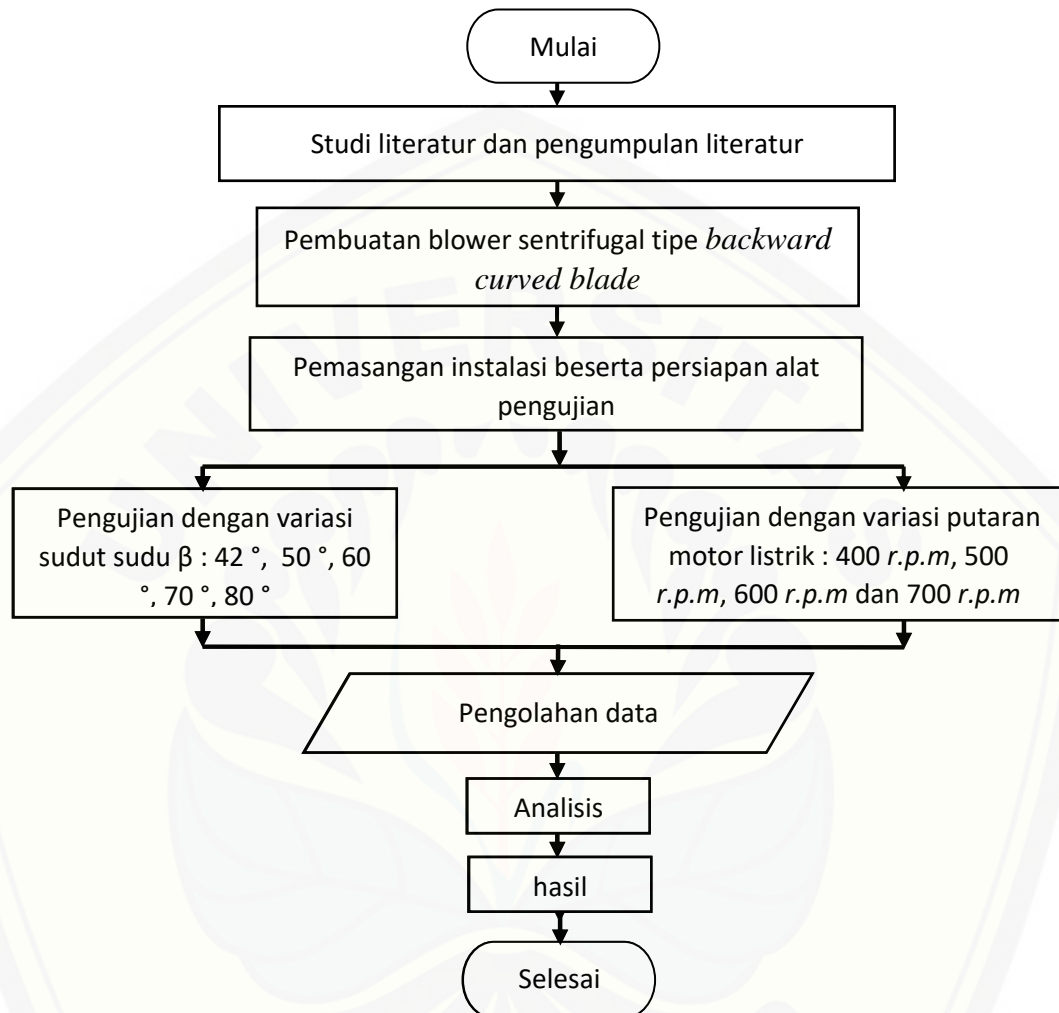 Mulai
Studi literatur dan pengumpulan literatur
Pembuatan blower sentrifugal tipe backward
curved blade
Pemasangan instalasi beserta persiapan alat
pengujian
Pengujian dengan variasi
sudut sudu β : 42 °, 50 °, 60
°, 70 °, 80 °
Pengujian dengan variasi putaran
motor listrik : 400 r.p.m, 500
r.p.m, 600 r.p.m dan 700 r.p.m
Pengolahan data
Analisis
hasil
Selesai
UNIVERSITAS